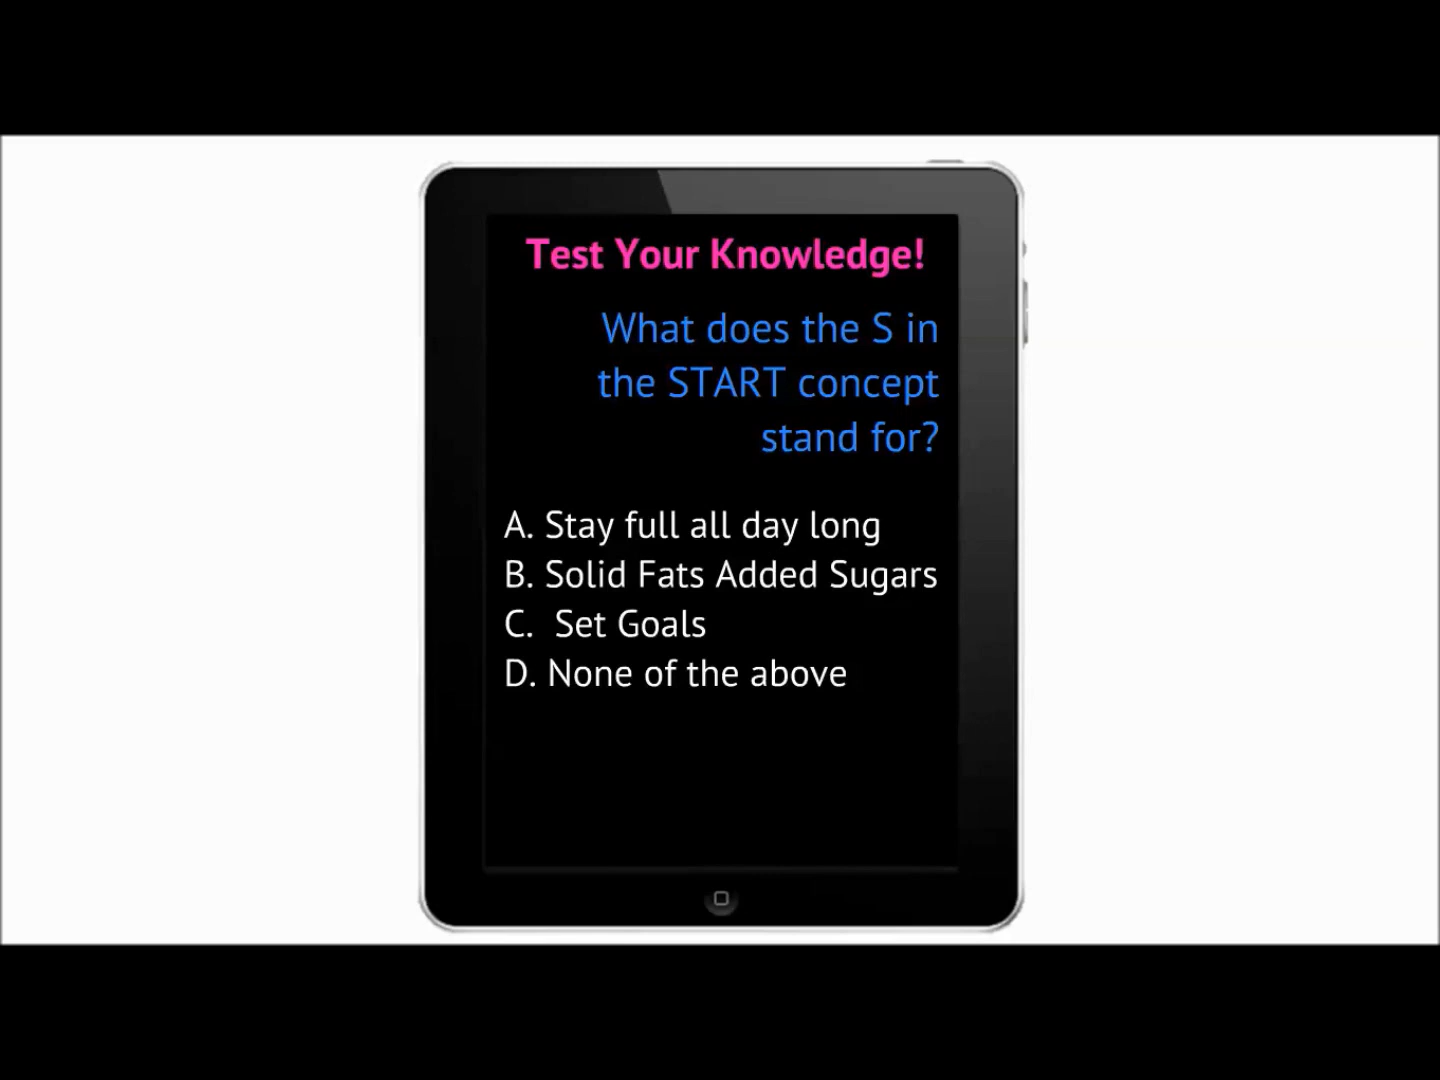 Test Your Knowledge!
What does the S in
the START concept
stand for?
A. Stay full all day long
B. Solid Fats Added Sugars
C. Set Goals
D. None of the above